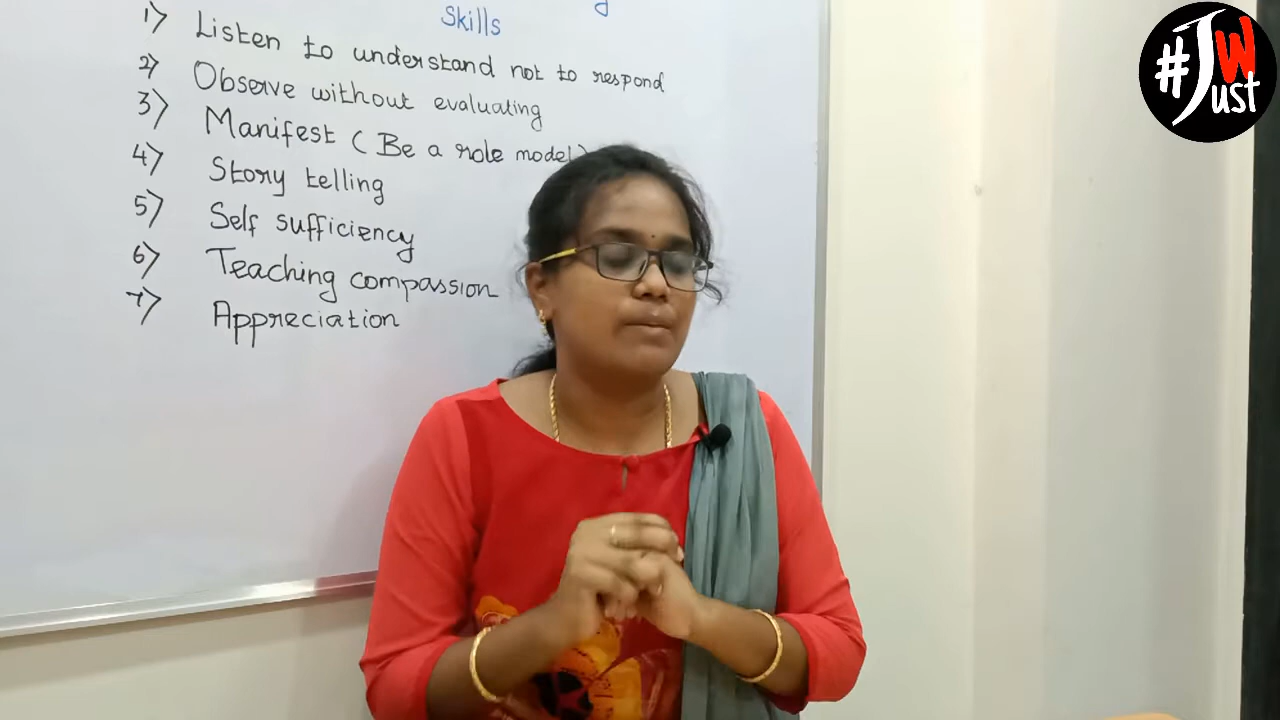 Skills
1) Listen to understand not to respond
2) Observe without evaluating
3) Manifest (Be a role model)
4) Story telling
5) Self sufficiency
6) Teaching compassion
7) Appreciation
#JustW